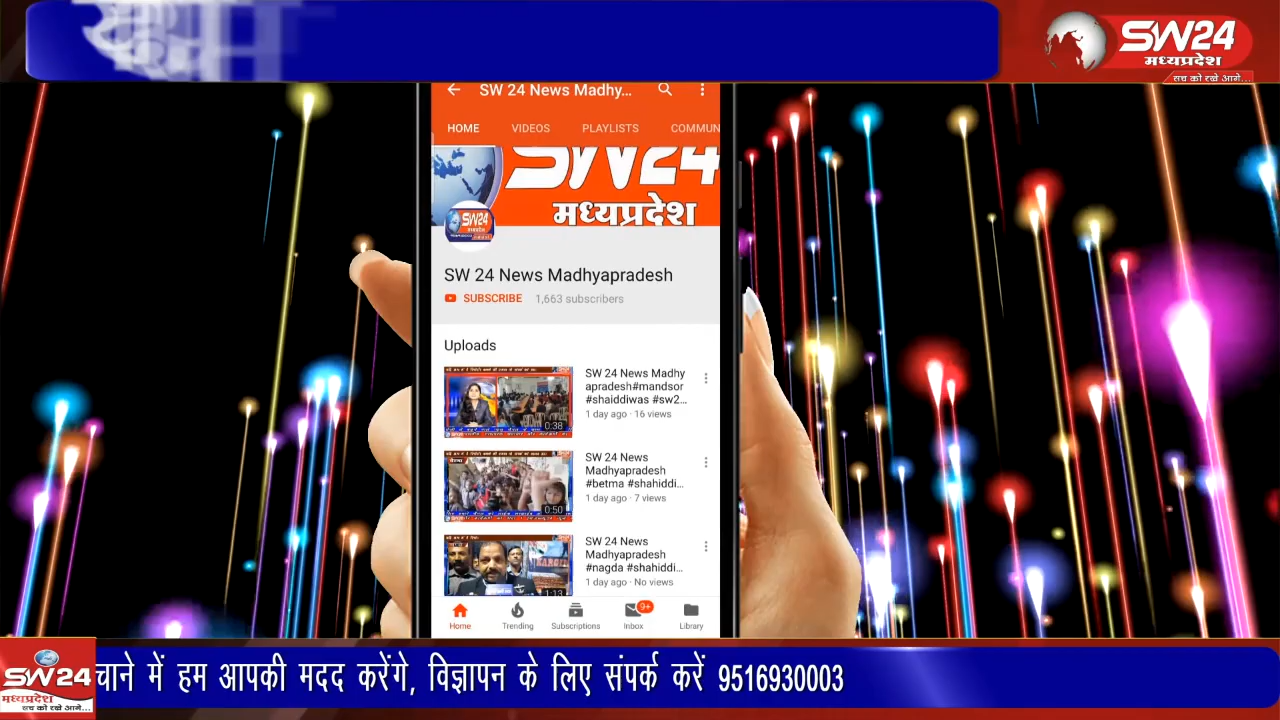 SW24
मध्यप्रदेश
सच को रखे आगे...
SW 24 News Madhy...
HOME VIDEOS PLAYLISTS COMMUN
SW24
मध्यप्रदेश
SW24
SW 24 News Madhyapradesh
SUBSCRIBE 1,663 subscribers
Uploads
SW 24 News Madhy
apradesh#mandsor
#shaiddiwas #sw2...
1 day ago · 16 views
0:38
SW 24 News
Madhyapradesh
#betma #shahiddi...
1 day ago · 7 views
0:50
SW 24 News
Madhyapradesh
#nagda #shahiddi...
1 day ago · No views
1:13
9+
Home Trending Subscriptions Inbox Library
SW24
मध्यप्रदेश
सच को रखे आगे...
चाने में हम आपकी मदद करेंगे, विज्ञापन के लिए संपर्क करें 9516930003